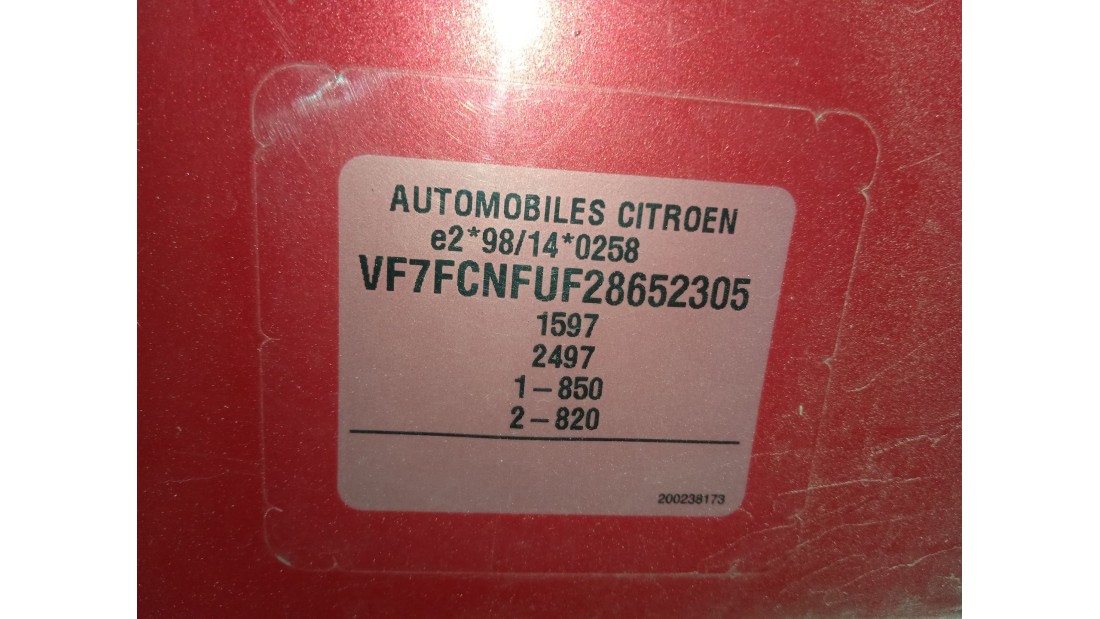 AUTOMOBILES CITROEN
e2*98/14*0258
VF7FCNFUF28652305
1597
2497
1–850
2–820
200238173